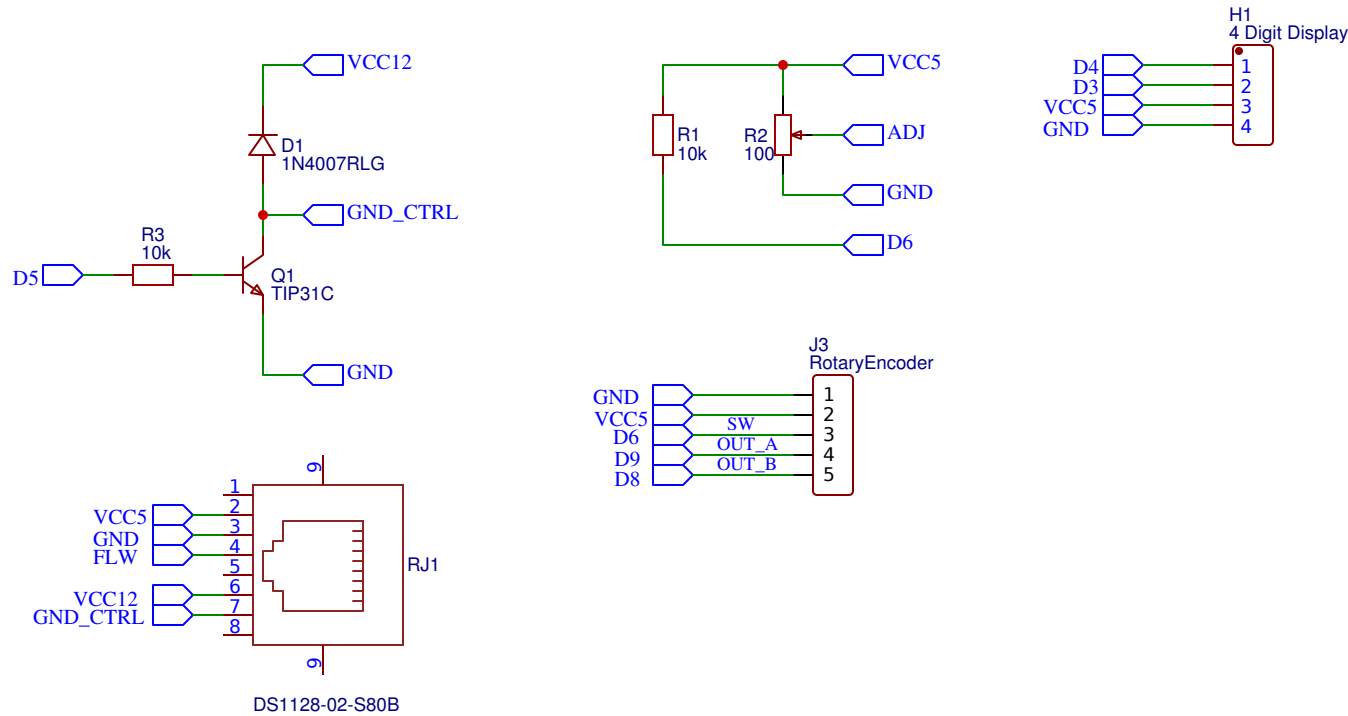 VCC12
D1
1N4007RLG
GND_CTRL
R3
10k
D5
Q1
TIP31C
GND
VCC5
R1
10k
R2
100
ADJ
GND
D6
H1
4 Digit Display
D4
D3
VCC5
GND
1
2
3
4
J3
RotaryEncoder
GND
VCC5
D6
D9
D8
SW
OUT_A
OUT_B
1
2
3
4
5
9
1
2
3
4
5
6
7
8
9
VCC5
GND
FLW
VCC12
GND_CTRL
RJ1
DS1128-02-S80B